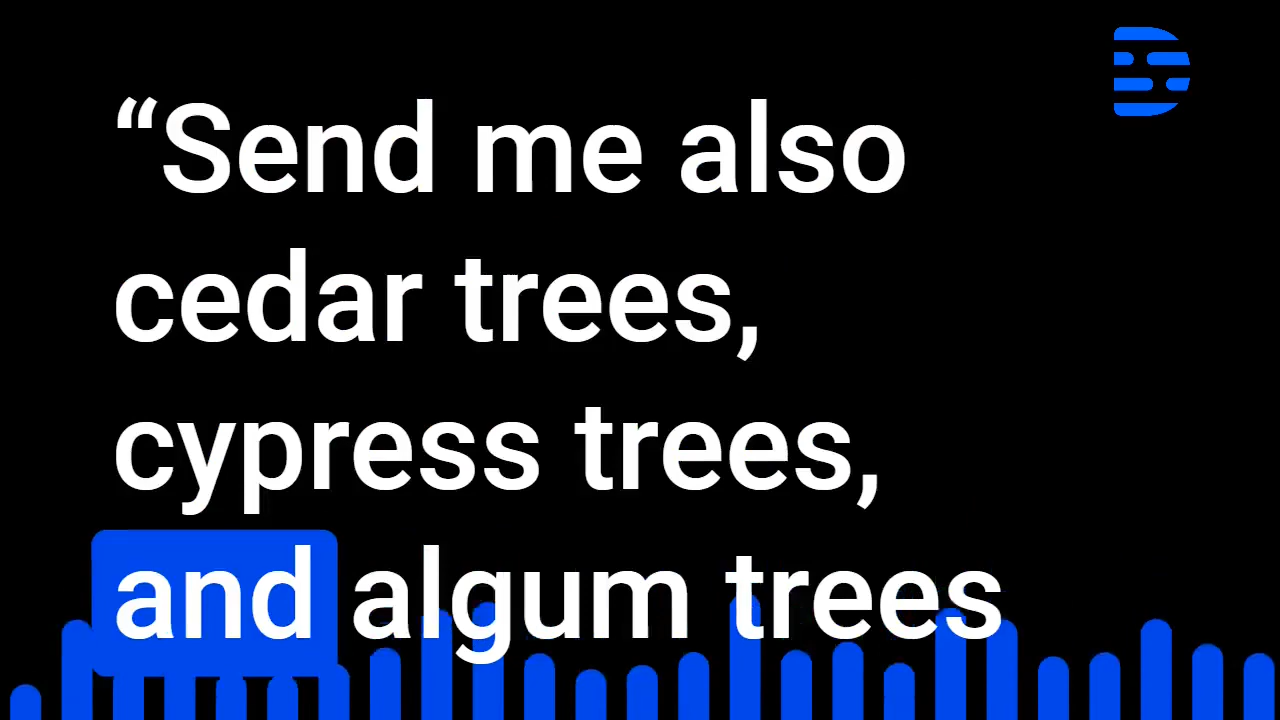 “Send me also
cedar trees,
cypress trees,
and algum trees